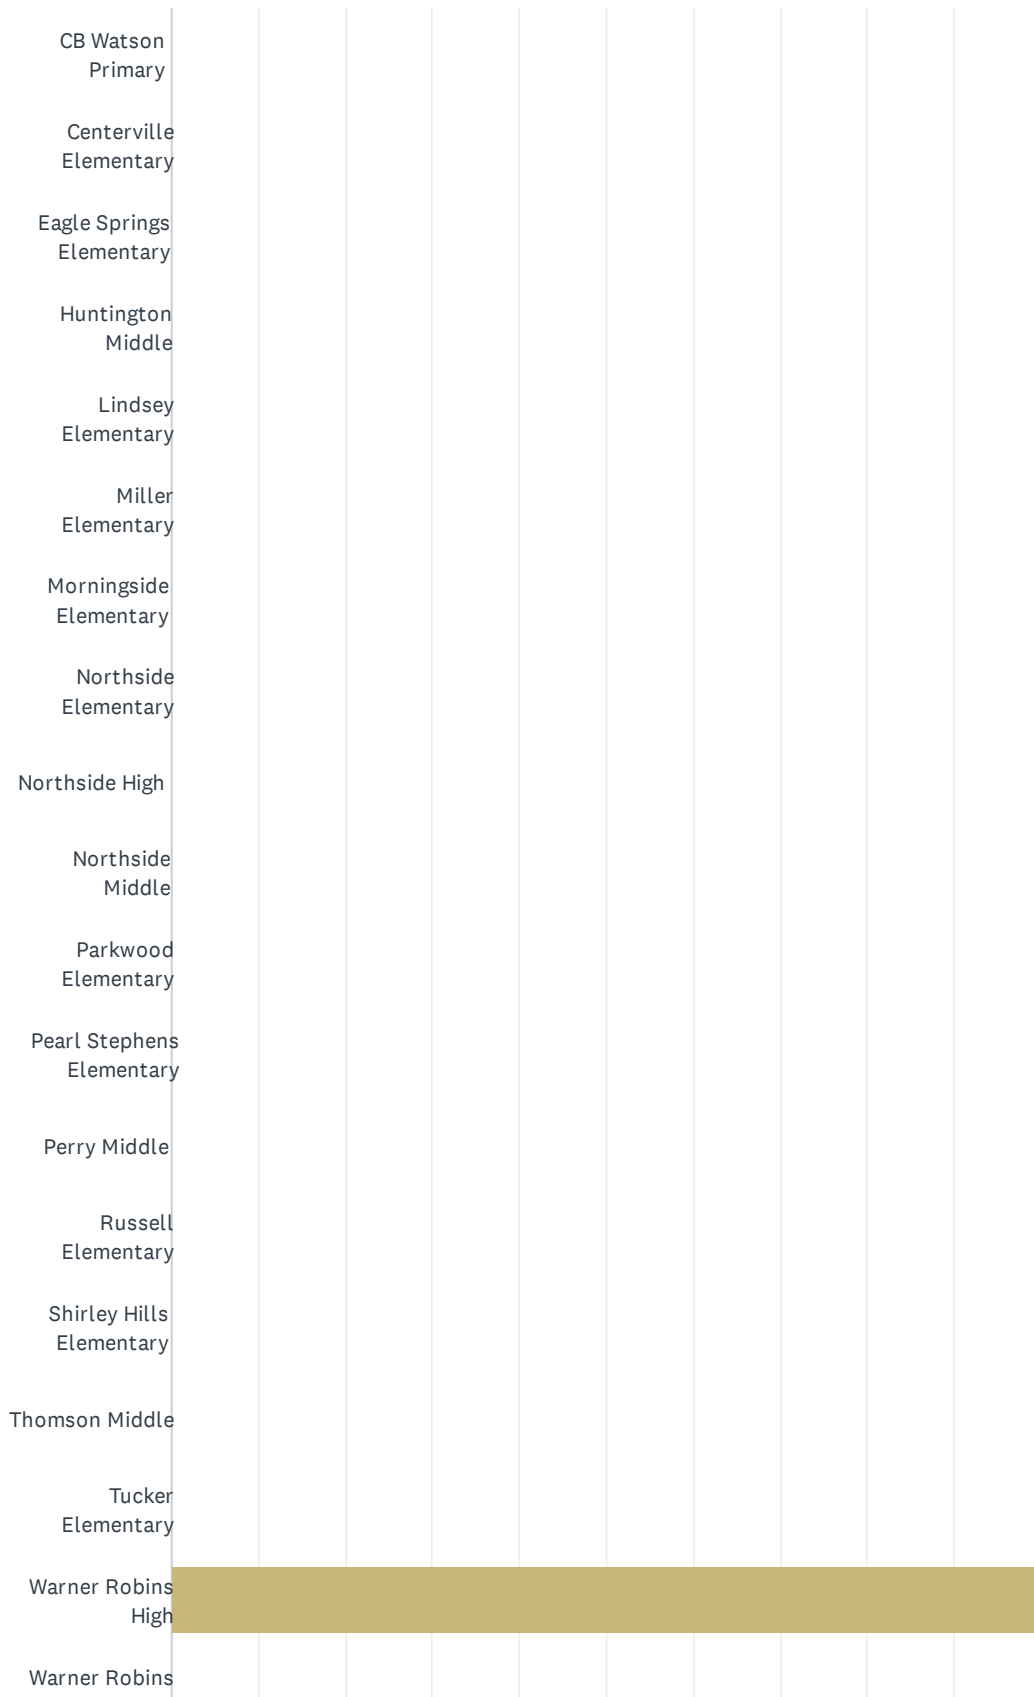 CB Watson
Primary
Centerville
Elementary
Eagle Springs
Elementary
Huntington
Middle
Lindsey
Elementary
Miller
Elementary
Morningside
Elementary
Northside
Elementary
Northside High
Northside
Middle
Parkwood
Elementary
Pearl Stephens
Elementary
Perry Middle
Russell
Elementary
Shirley Hills
Elementary
Thomson Middle
Tucker
Elementary
Warner Robins
High
Warner Robins